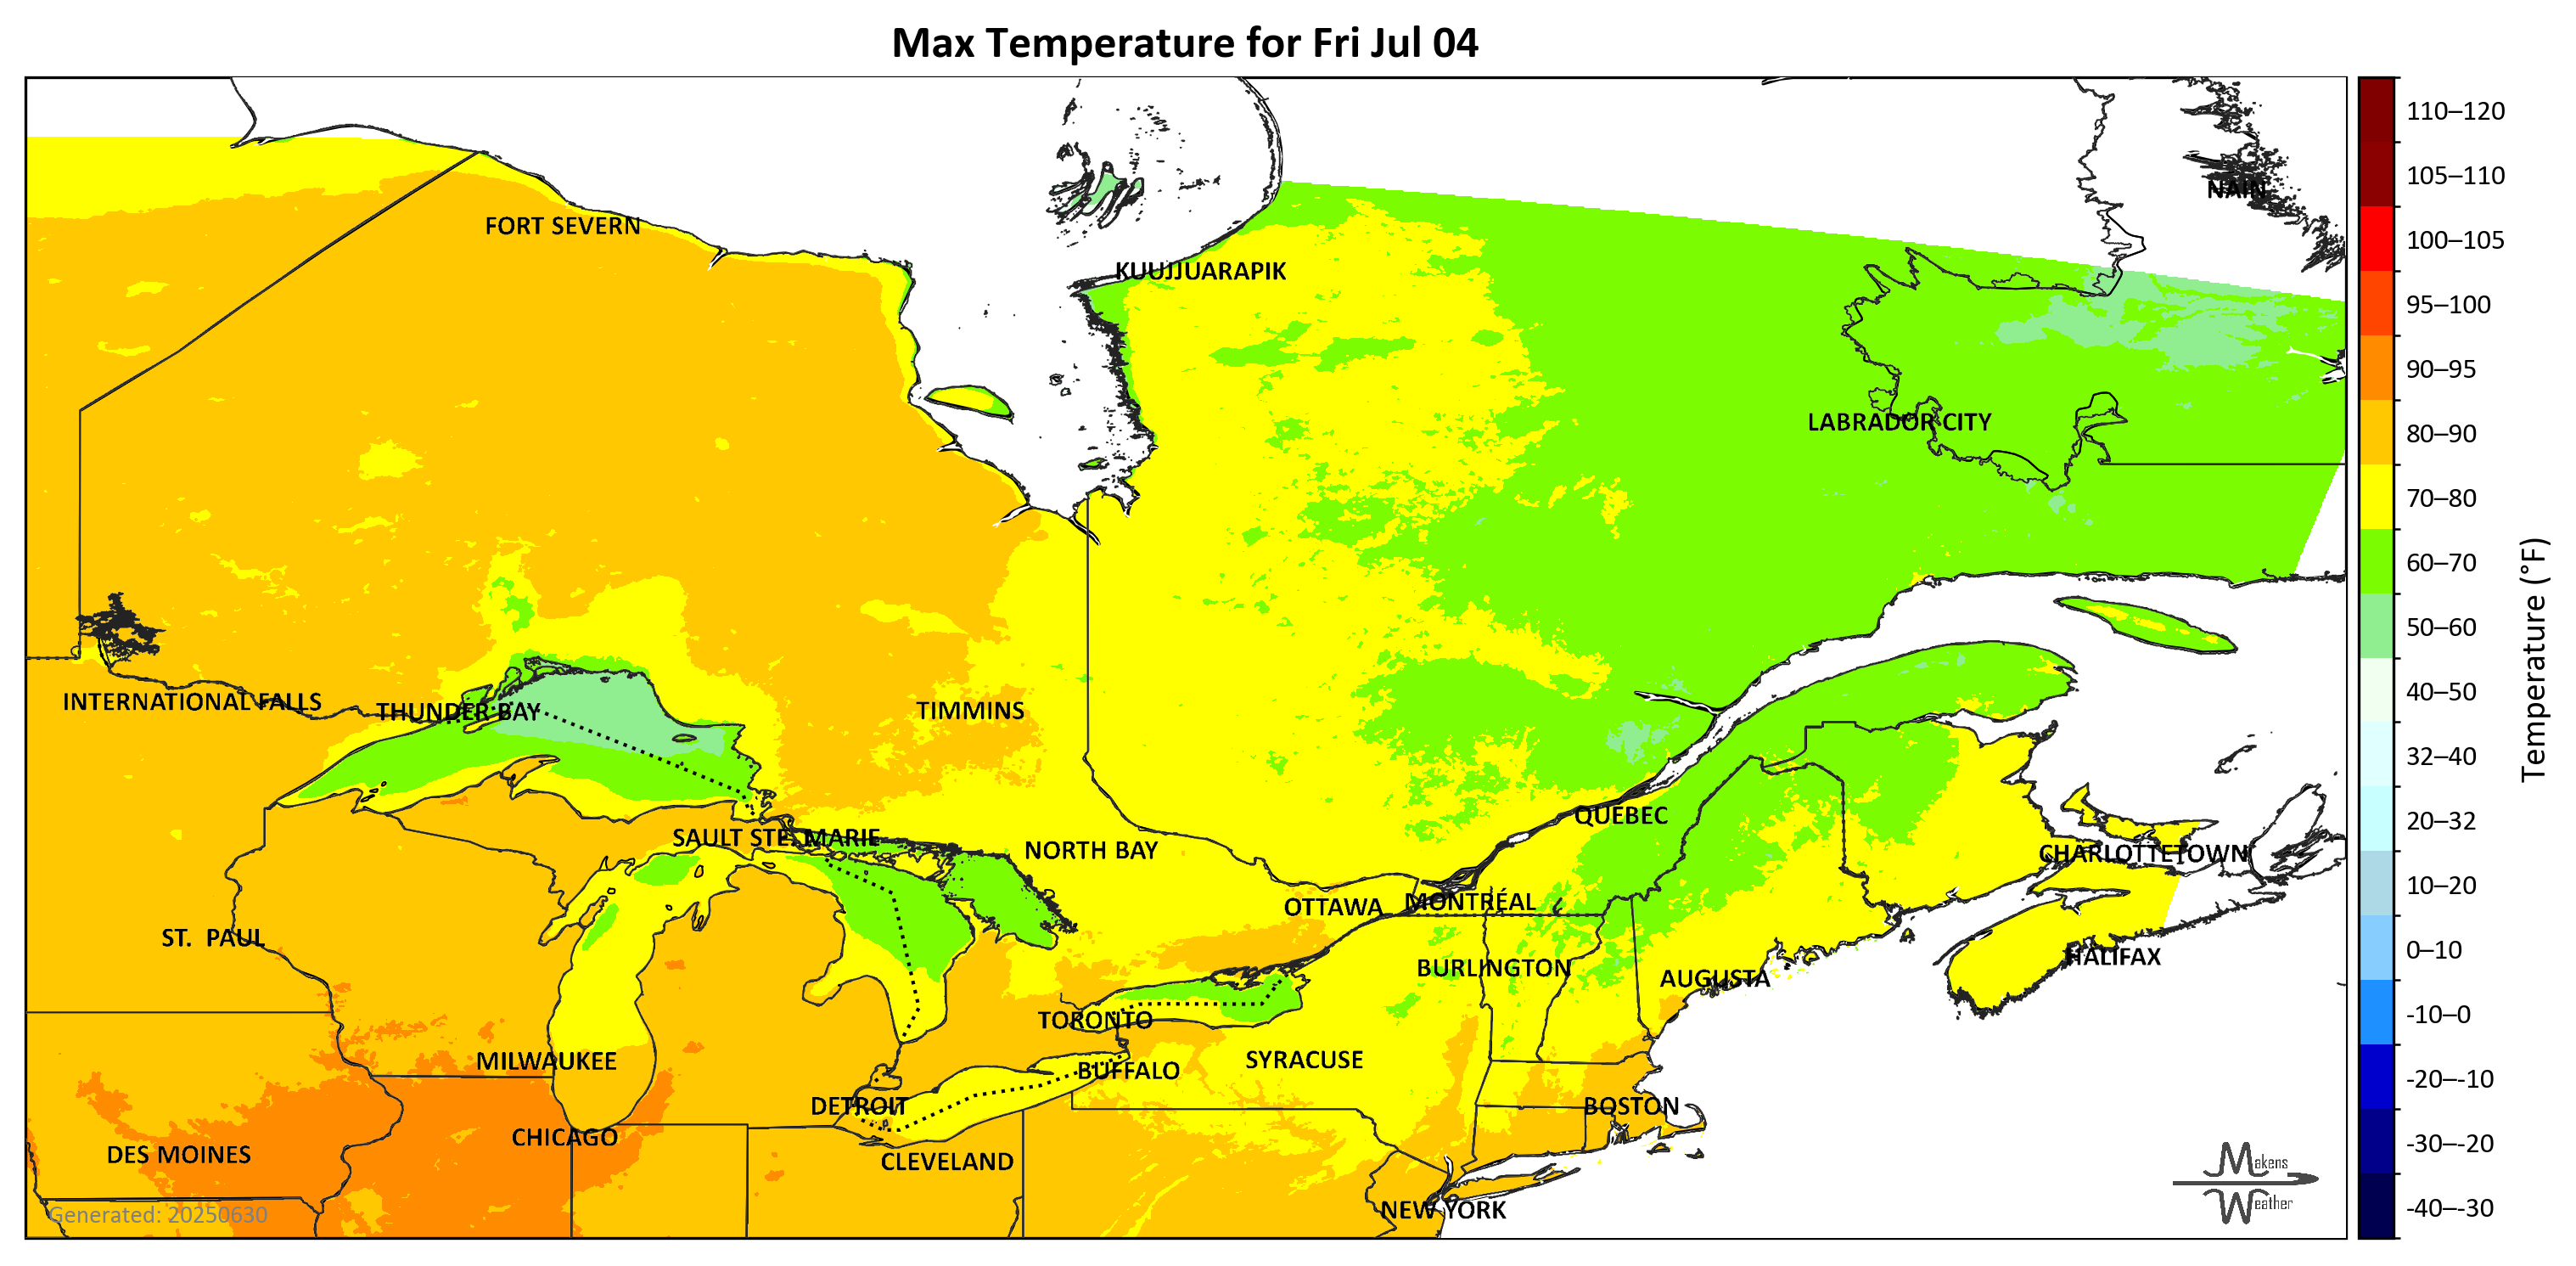 Max Temperature for Fri Jul 04
NAIN
FORT SEVERN
KUUJJUARAPIK
LABRADOR CITY
INTERNATIONAL FALLS
THUNDER BAY
TIMMINS
QUEBEC
SAULT STE. MARIE
NORTH BAY
CHARLOTTETOWN
OTTAWA
MONTRÉAL
ST. PAUL
HALIFAX
BURLINGTON
AUGUSTA
TORONTO
MILWAUKEE
SYRACUSE
BUFFALO
DETROIT
BOSTON
CHICAGO
DES MOINES
CLEVELAND
NEW YORK
Generated: 20250630
Makens
Weather
110–120
105–110
100–105
95–100
90–95
80–90
70–80
60–70
50–60
40–50
32–40
20–32
10–20
0–10
-10–0
-20–-10
-30–-20
-40–-30
Temperature (°F)